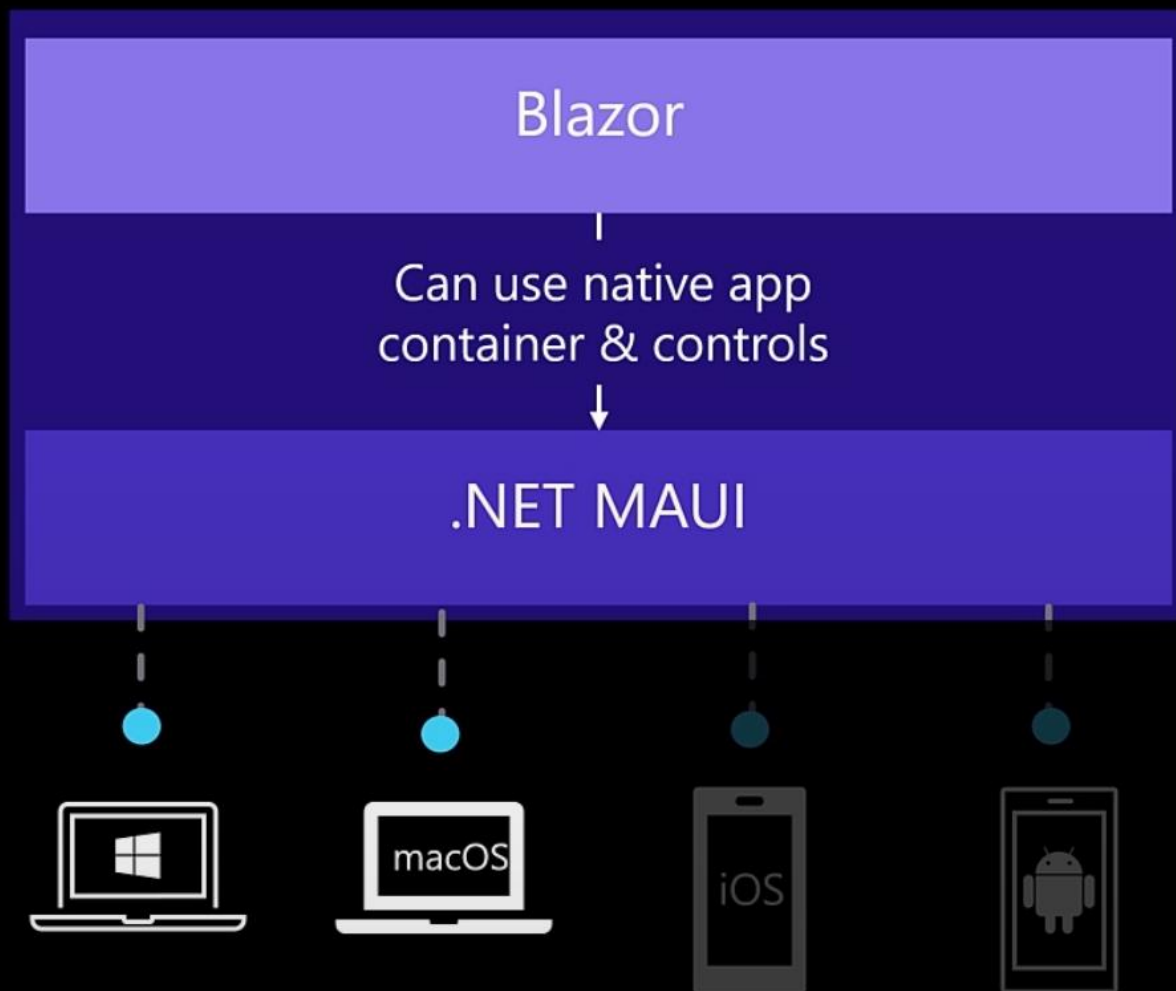 Blazor
Can use native app
container & controls
.NET MAUI
macOS
iOS